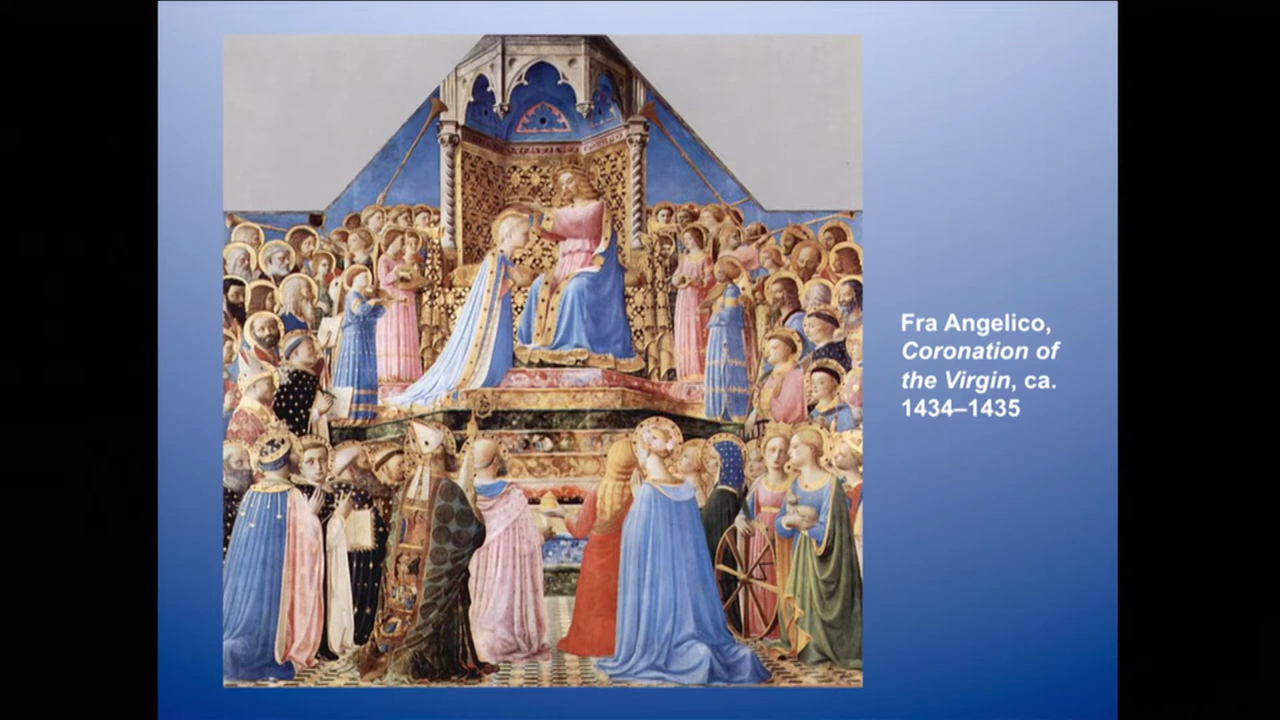 Fra Angelico,
Coronation of
the Virgin, ca.
1434–1435